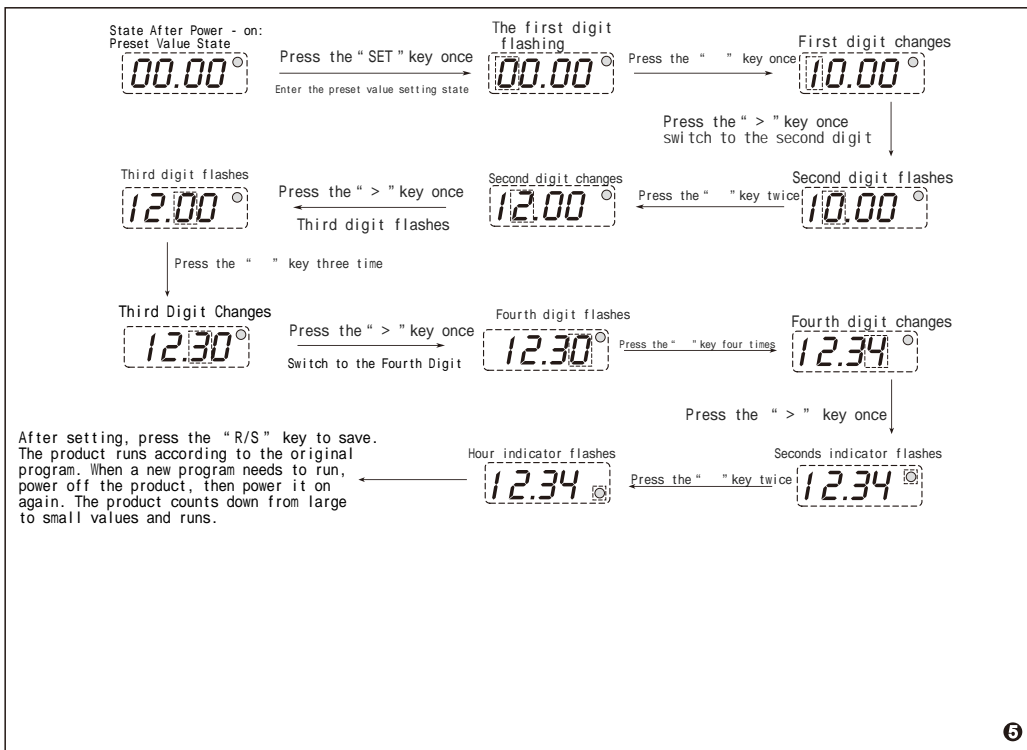 State After Power - on:
Preset Value State
00.00
Press the “ SET ” key once
Enter the preset value setting state
The first digit
flashing
00.00
Press the “   ” key once
First digit changes
10.00
Press the “ > ” key once
switch to the second digit
Second digit flashes
10.00
Press the “   ” key twice
Second digit changes
12.00
Press the “ > ” key once
Third digit flashes
Third digit flashes
12.00
Press the “   ” key three time
Third Digit Changes
12.30
Press the “ > ” key once
Switch to the Fourth Digit
Fourth digit flashes
12.30
Press the “   ” key four times
Fourth digit changes
12.34
Press the “ > ” key once
Seconds indicator flashes
12.34
Press the “   ” key twice
Hour indicator flashes
12.34
After setting, press the “ R/S ” key to save.
The product runs according to the original
program. When a new program needs to run,
power off the product, then power it on
again. The product counts down from large
to small values and runs.
❺